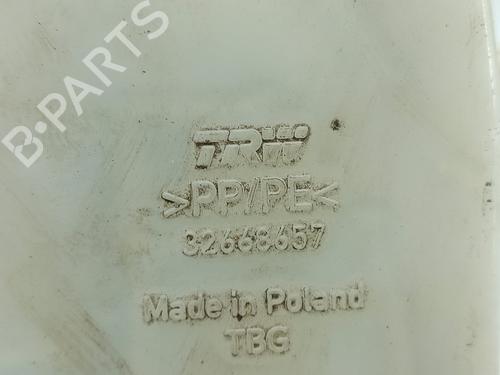 B-PARTS
TRW
>PP/PE<
32668657
Made in Poland
TBG